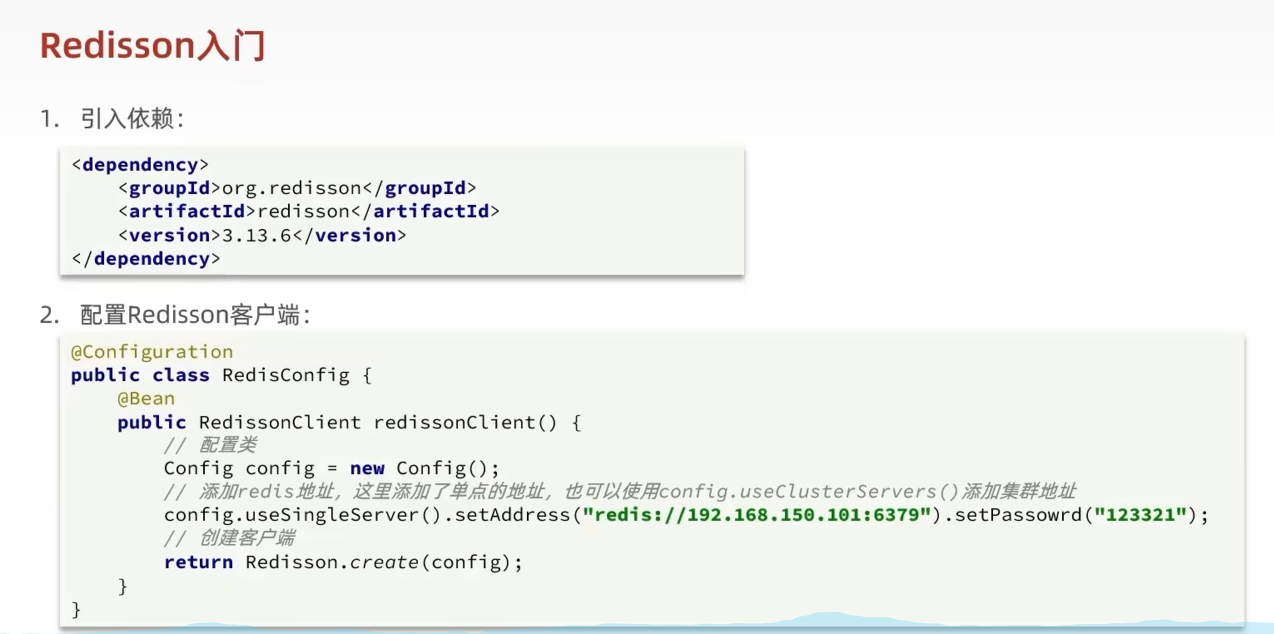 Redisson入门
1. 引入依赖：
<dependency>
    <groupId>org.redisson</groupId>
    <artifactId>redisson</artifactId>
    <version>3.13.6</version>
</dependency>
2. 配置Redisson客户端：
@Configuration
public class RedisConfig {
    @Bean
    public RedissonClient redissonClient() {
        // 配置类
        Config config = new Config();
        // 添加redis地址，这里添加了单点的地址，也可以使用config.useClusterServers()添加集群地址
        config.useSingleServer().setAddress("redis://192.168.150.101:6379").setPassowrd("123321");
        // 创建客户端
        return Redisson.create(config);
    }
}